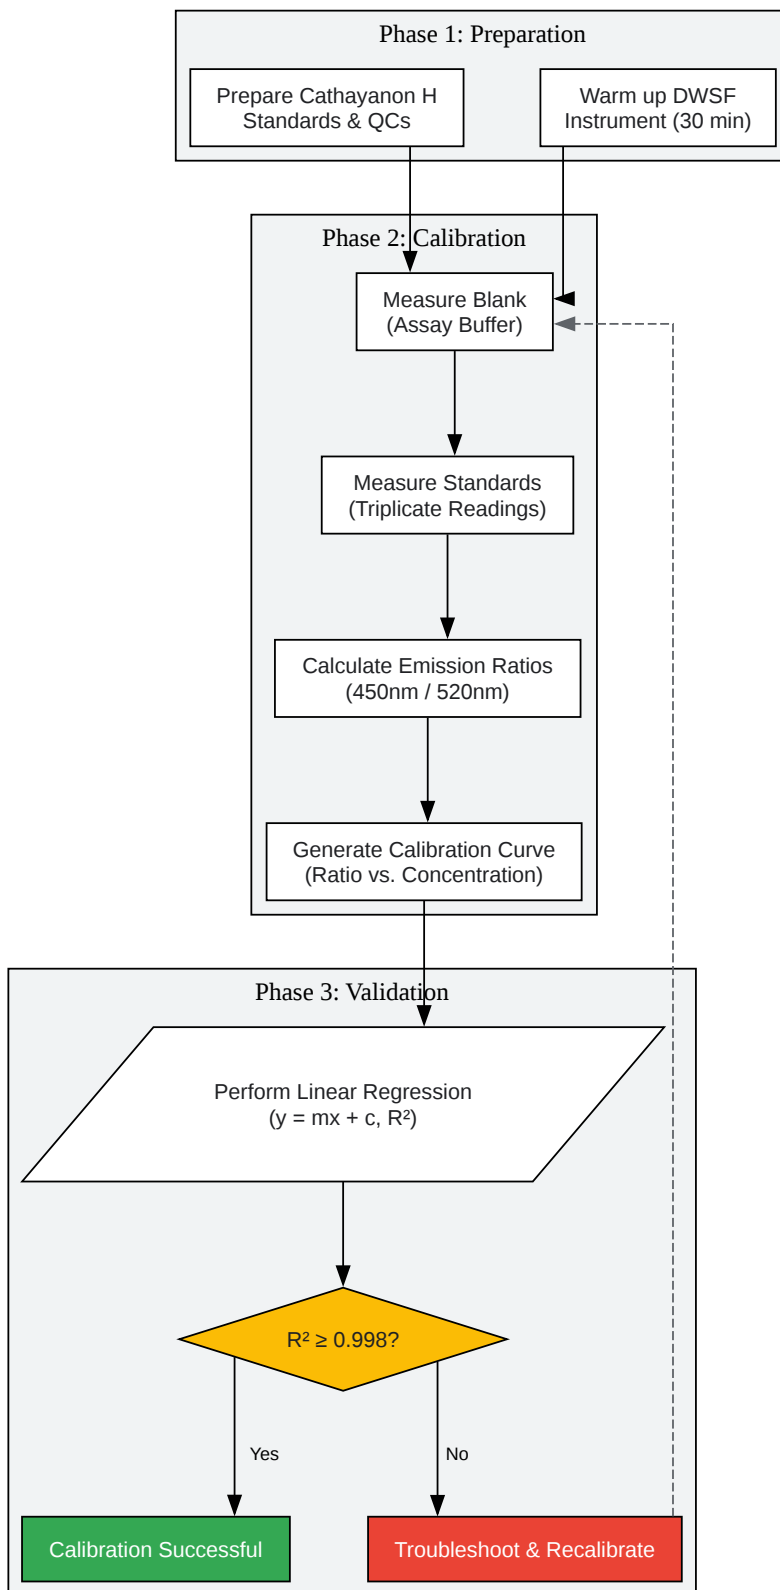 Phase 1: Preparation
Prepare Cathayanon H
Standards & QCs
Warm up DWSF
Instrument (30 min)
Phase 2: Calibration
Measure Blank
(Assay Buffer)
Measure Standards
(Triplicate Readings)
Calculate Emission Ratios
(450nm / 520nm)
Generate Calibration Curve
(Ratio vs. Concentration)
Phase 3: Validation
Perform Linear Regression
(y = mx + c, R²)
R² ≥ 0.998?
Yes
No
Calibration Successful
Troubleshoot & Recalibrate